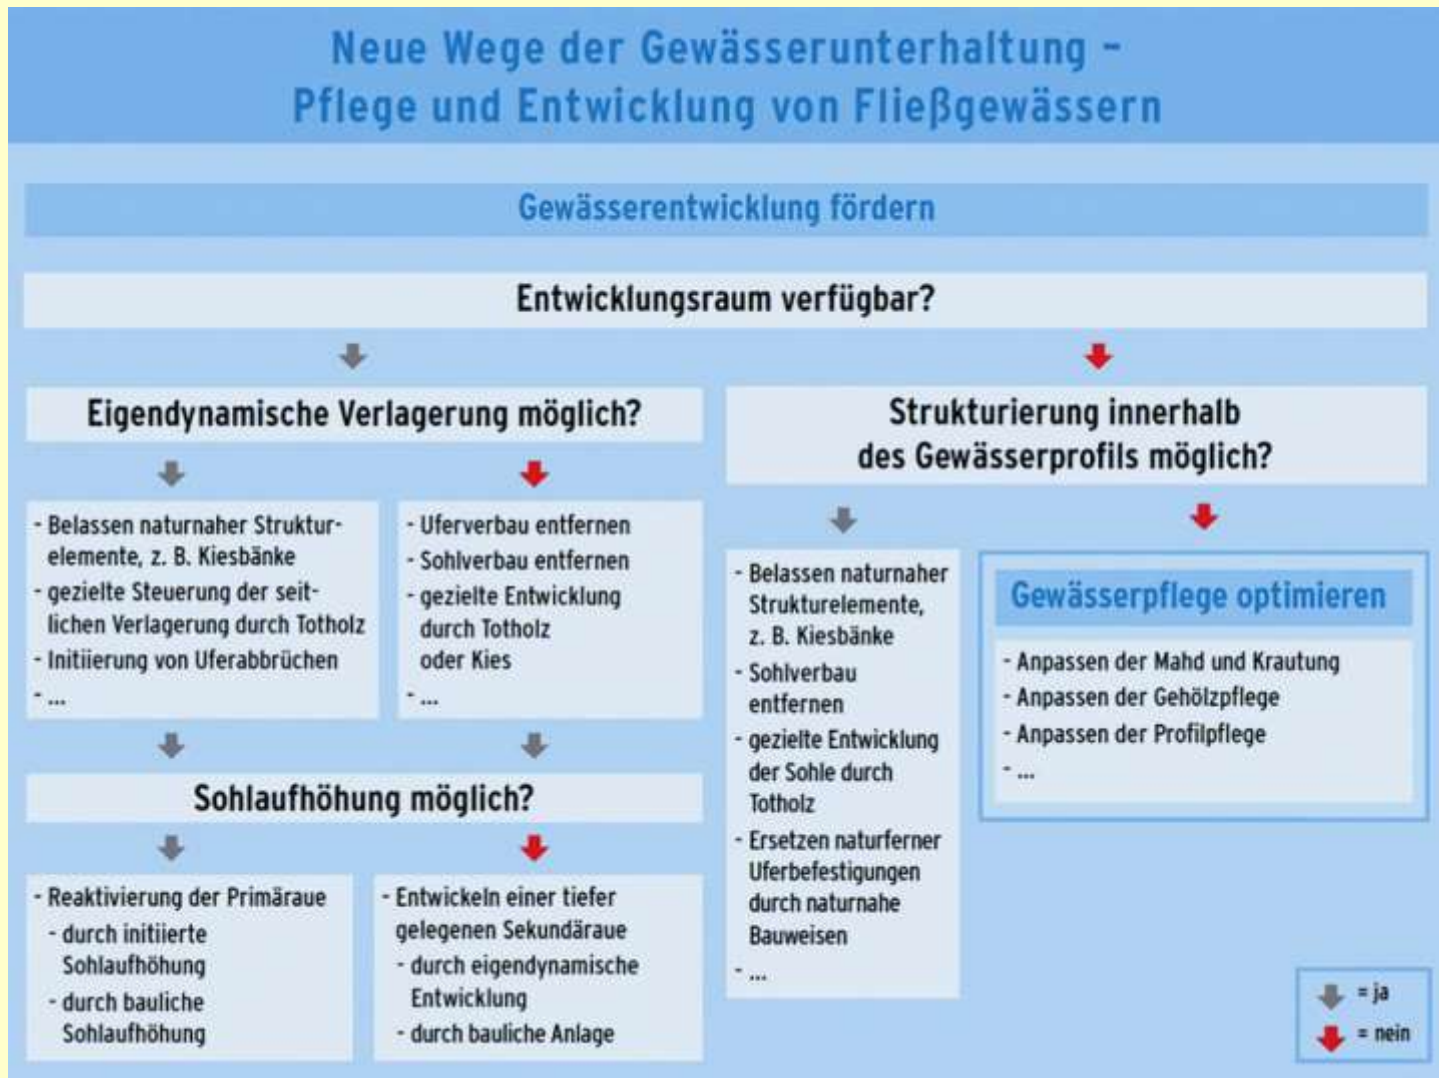 Neue Wege der Gewässerunterhaltung –
Pflege und Entwicklung von Fließgewässern
Gewässerentwicklung fördern
Entwicklungsraum verfügbar?
Eigendynamische Verlagerung möglich?
- Belassen naturnaher Struktur-
elemente, z. B. Kiesbänke
- gezielte Steuerung der seit-
lichen Verlagerung durch Totholz
- Initiierung von Uferabbrüchen
- ...
- Uferverbau entfernen
- Sohlverbau entfernen
- gezielte Entwicklung
durch Totholz
oder Kies
- ...
Sohlaufhöhung möglich?
- Reaktivierung der Primäraue
- durch initiierte
Sohlaufhöhung
- durch bauliche
Sohlaufhöhung
- Entwickeln einer tiefer
gelegenen Sekundäraue
- durch eigendynamische
Entwicklung
- durch bauliche Anlage
Strukturierung innerhalb
des Gewässerprofils möglich?
- Belassen naturnaher
Strukturelemente,
z. B. Kiesbänke
- Sohlverbau
entfernen
- gezielte Entwicklung
der Sohle durch
Totholz
- Ersetzen naturferner
Uferbefestigungen
durch naturnahe
Bauweisen
- ...
Gewässerpflege optimieren
- Anpassen der Mahd und Krautung
- Anpassen der Gehölzpflege
- Anpassen der Profilpflege
- ...
= ja
= nein